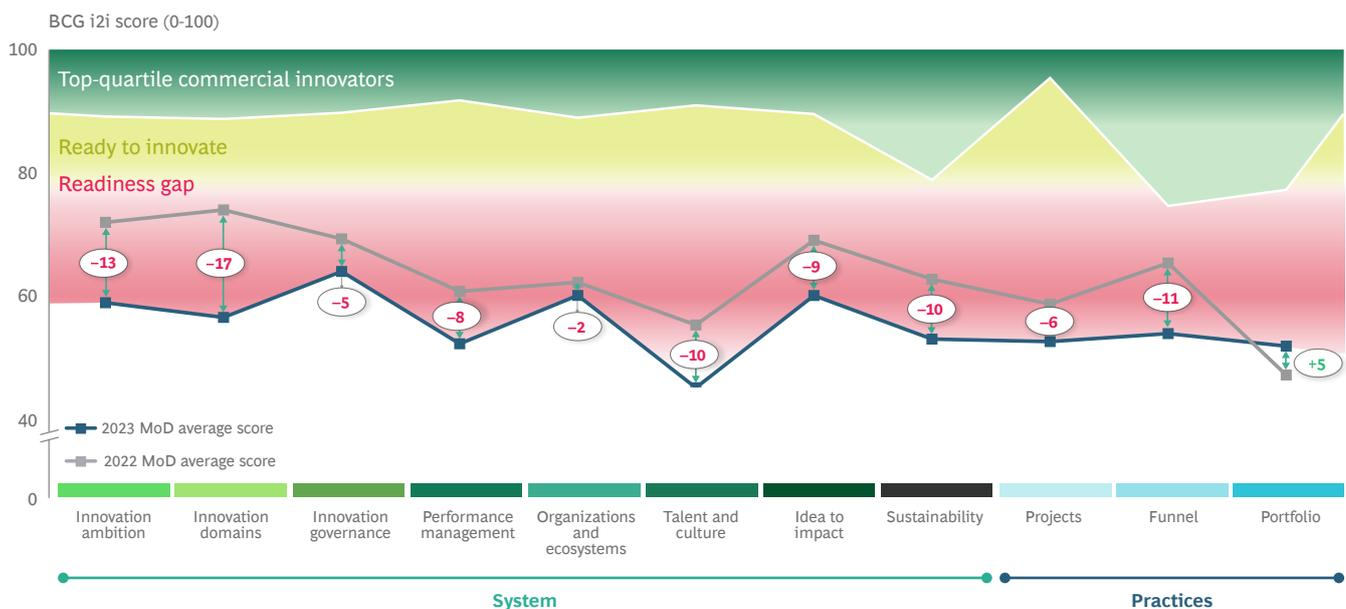 BCG i2i score (0-100)
100
Top-quartile commercial innovators
Ready to innovate
80
Readiness gap
–13
–17
–5
–8
–2
–10
–9
–10
–6
–11
+5
60
40
2023 MoD average score
2022 MoD average score
0
Innovation
ambition
Innovation
domains
Innovation
governance
Performance
management
Organizations
and
ecosystems
Talent and
culture
Idea to
impact
Sustainability
Projects
Funnel
Portfolio
System
Practices